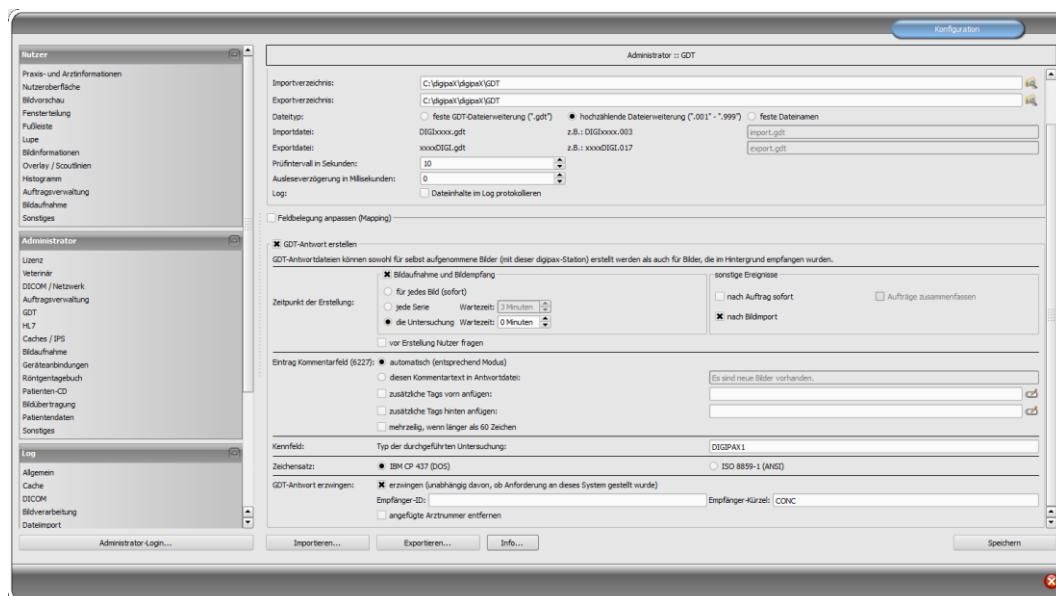 Konfiguration
Nutzer
Praxis- und Arztinformationen
Nutzeroberfläche
Bildvorschau
Fensterteilung
Fußleiste
Lupe
Bildinformationen
Overlay / Scoutlinien
Histogramm
Auftragsverwaltung
Bildaufnahme
Sonstiges
Administrator
Lizenz
Veterinär
DICOM / Netzwerk
Auftragsverwaltung
GDT
HL7
Caches / IPS
Bildaufnahme
Geräteanbindungen
Röntgentagebuch
Patienten-CD
Bildübertragung
Patientendaten
Sonstiges
Log
Allgemein
Cache
DICOM
Bildverarbeitung
Dateiimport
Administrator-Login...
Administrator :: GDT
Importverzeichnis: C:\digipaX\digipaX\GDT
Exportverzeichnis: C:\digipaX\digipaX\GDT
Dateityp: feste GDT-Dateierweiterung (".gdt") hochzählende Dateierweiterung (".001" - ".999") feste Dateinamen
Importdatei: DIGIxxxx.gdt z.B.: DIGIxxxx.003 import.gdt
Exportdatei: xxxxDIGI.gdt z.B.: xxxxDIGI.017 export.gdt
Prüfintervall in Sekunden: 10
Ausleseverzögerung in Millisekunden: 0
Log: Dateiinhalte im Log protokollieren
Feldbelegung anpassen (Mapping)
GDT-Antwort erstellen
GDT-Antwortdateien können sowohl für selbst aufgenommene Bilder (mit dieser digipax-Station) erstellt werden als auch für Bilder, die im Hintergrund empfangen wurden.
Bildaufnahme und Bildempfang sonstige Ereignisse
für jedes Bild (sofort) nach Auftrag sofort Aufträge zusammenfassen
Zeitpunkt der Erstellung: jede Serie Wartezeit: 3 Minuten
die Untersuchung Wartezeit: 0 Minuten nach Bildimport
vor Erstellung Nutzer fragen
Eintrag Kommentarfeld (6227): automatisch (entsprechend Modus)
diesen Kommentartext in Antwortdatei: Es sind neue Bilder vorhanden.
zusätzliche Tags vorn anfügen:
zusätzliche Tags hinten anfügen:
mehrzeilig, wenn länger als 60 Zeichen
Kennfeld: Typ der durchgeführten Untersuchung: DIGIPAX1
Zeichensatz: IBM CP 437 (DOS) ISO 8859-1 (ANSI)
GDT-Antwort erzwingen: erzwingen (unabhängig davon, ob Anforderung an dieses System gestellt wurde)
Empfänger-ID: Empfänger-Kürzel: CONC
angefügte Arztnummer entfernen
Importieren... Exportieren... Info... Speichern